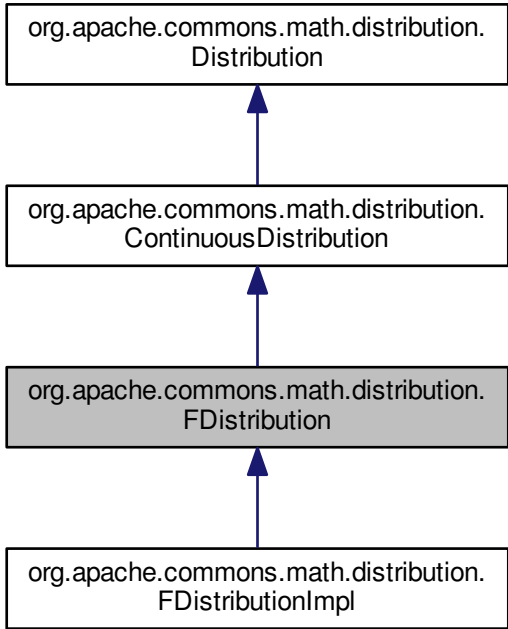 org.apache.commons.math.distribution.
Distribution
org.apache.commons.math.distribution.
ContinuousDistribution
org.apache.commons.math.distribution.
FDistribution
org.apache.commons.math.distribution.
FDistributionImpl